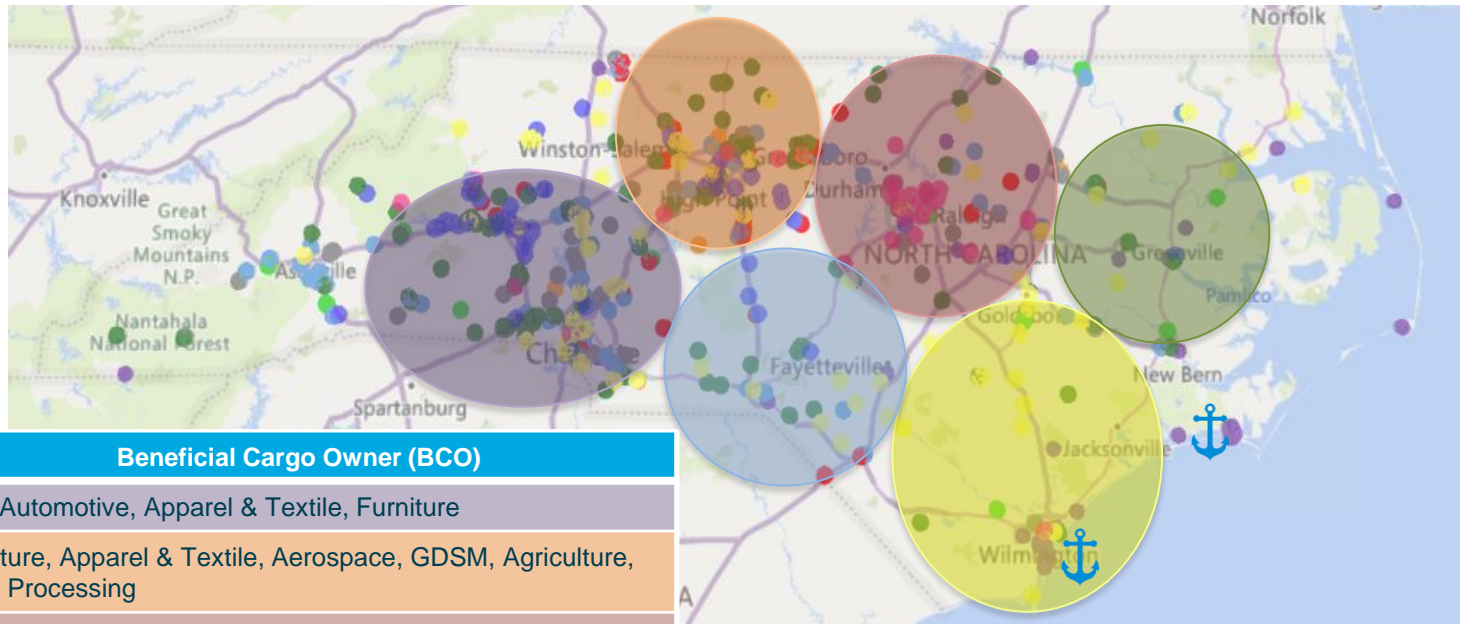 Norfolk
Winston-Salem
Greensboro
Knoxville
Durham
High Point
Great
Smoky
Mountains
N.P.
Raleigh
NORTH CAROLINA
Greenville
Asheville
Pamlico
Nantahala
National Forest
Goldsboro
Charlotte
Fayetteville
New Bern
Spartanburg
Jacksonville
Beneficial Cargo Owner (BCO)
Automotive, Apparel & Textile, Furniture
ture, Apparel & Textile, Aerospace, GDSM, Agriculture,
Processing
Wilmington
A